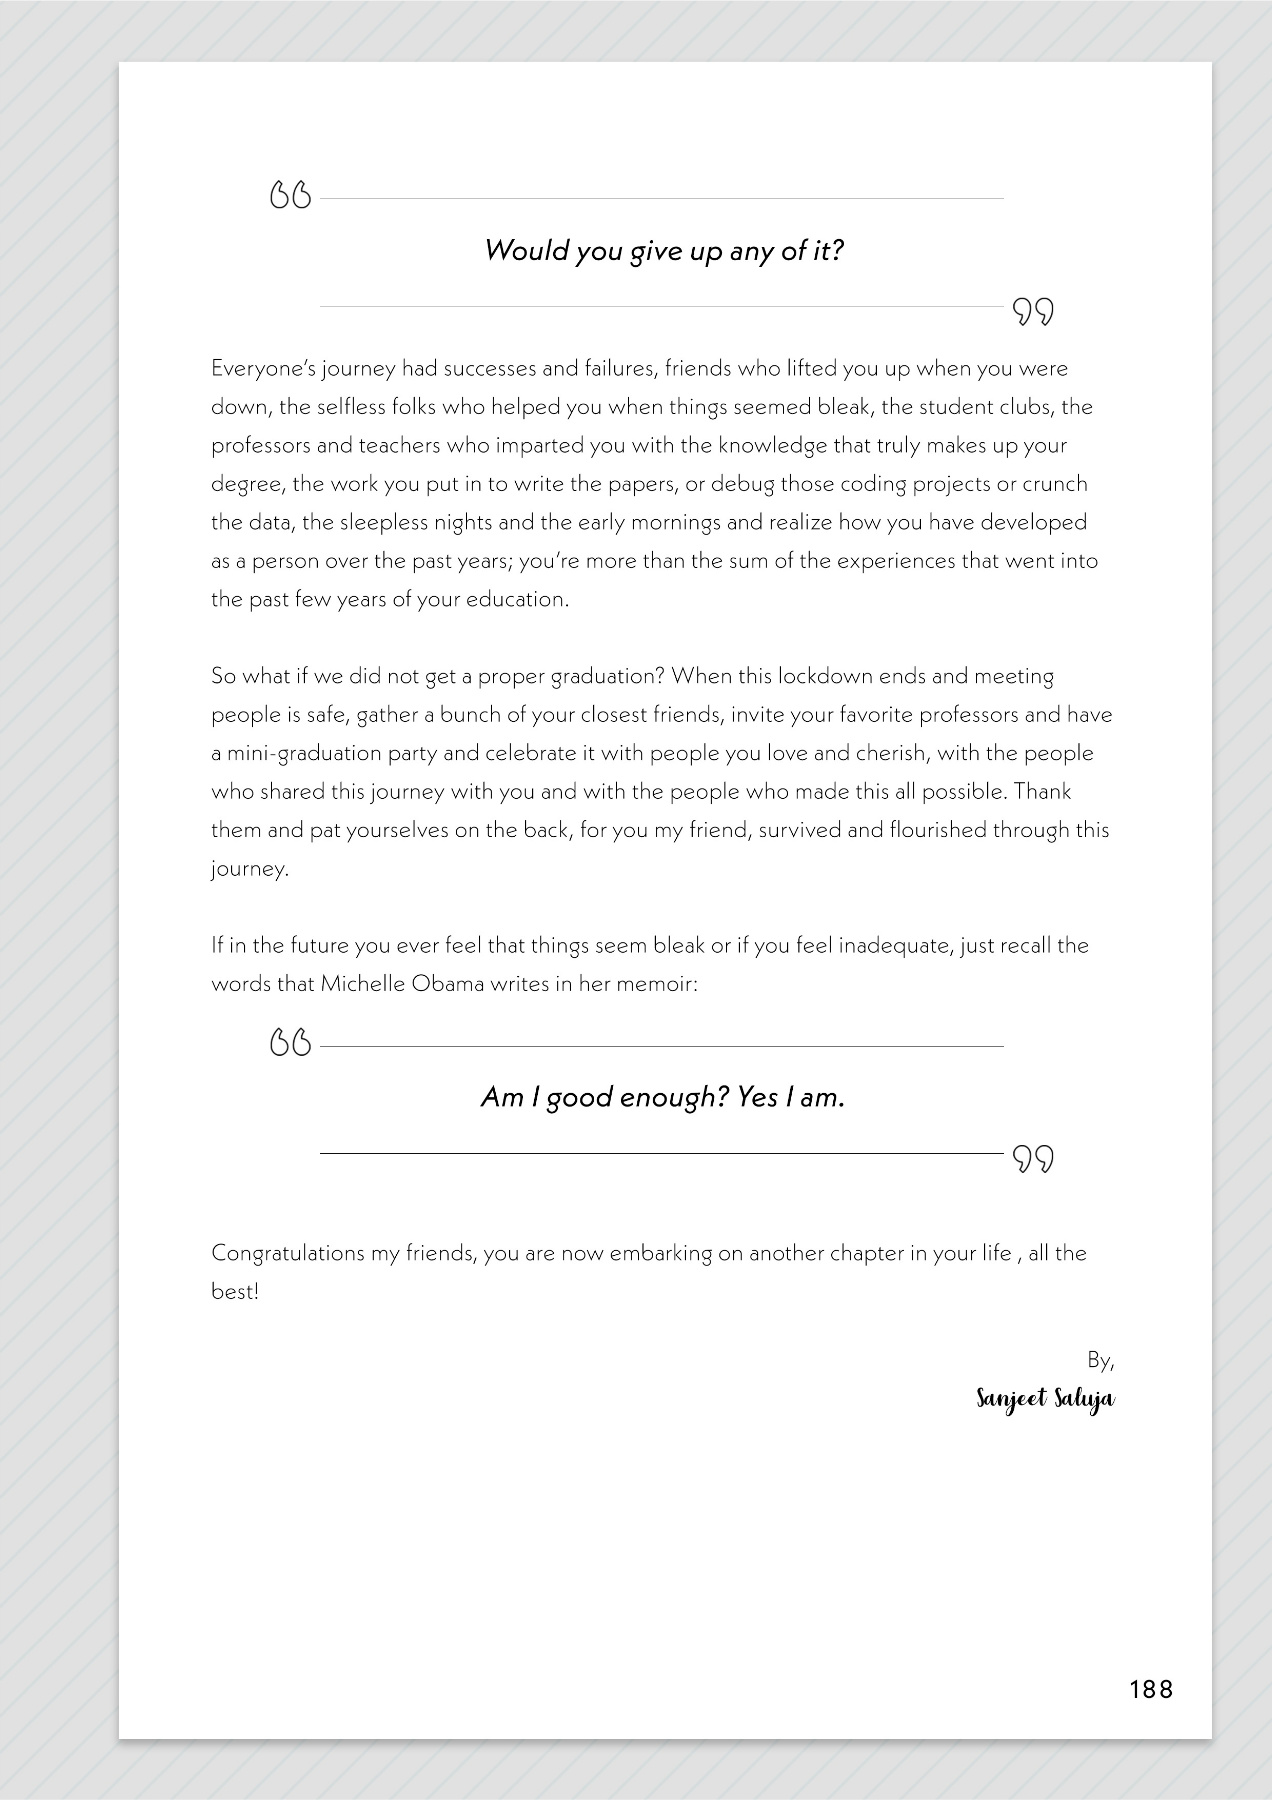 “
Would you give up any of it?
”
Everyone’s journey had successes and failures, friends who lifted you up when you were
down, the selfless folks who helped you when things seemed bleak, the student clubs, the
professors and teachers who imparted you with the knowledge that truly makes up your
degree, the work you put in to write the papers, or debug those coding projects or crunch
the data, the sleepless nights and the early mornings and realize how you have developed
as a person over the past years; you’re more than the sum of the experiences that went into
the past few years of your education.
So what if we did not get a proper graduation? When this lockdown ends and meeting
people is safe, gather a bunch of your closest friends, invite your favorite professors and have
a mini-graduation party and celebrate it with people you love and cherish, with the people
who shared this journey with you and with the people who made this all possible. Thank
them and pat yourselves on the back, for you my friend, survived and flourished through this
journey.
If in the future you ever feel that things seem bleak or if you feel inadequate, just recall the
words that Michelle Obama writes in her memoir:
“
Am I good enough? Yes I am.
”
Congratulations my friends, you are now embarking on another chapter in your life , all the
best!
By,
Sanjeet Saluja
188